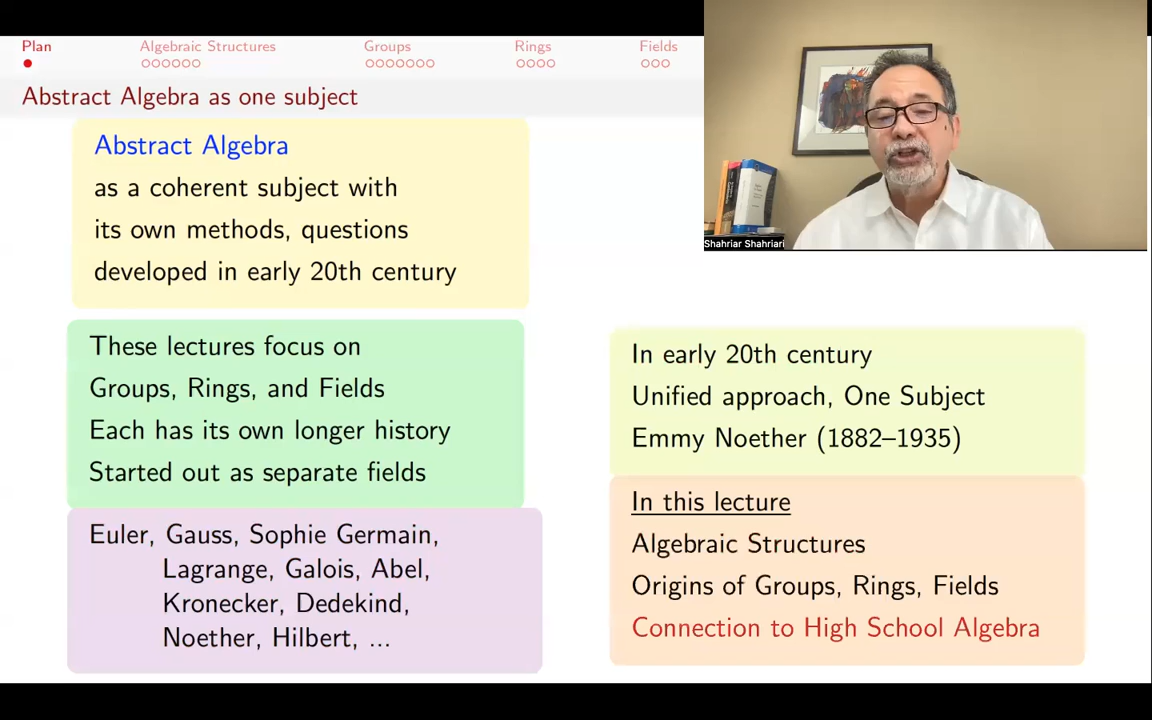 Plan Algebraic Structures Groups Rings Fields
Abstract Algebra as one subject
Abstract Algebra
as a coherent subject with
its own methods, questions
developed in early 20th century
These lectures focus on
Groups, Rings, and Fields
Each has its own longer history
Started out as separate fields
Euler, Gauss, Sophie Germain,
Lagrange, Galois, Abel,
Kronecker, Dedekind,
Noether, Hilbert, ...
Shahriar Shahriari
In early 20th century
Unified approach, One Subject
Emmy Noether (1882–1935)
In this lecture
Algebraic Structures
Origins of Groups, Rings, Fields
Connection to High School Algebra